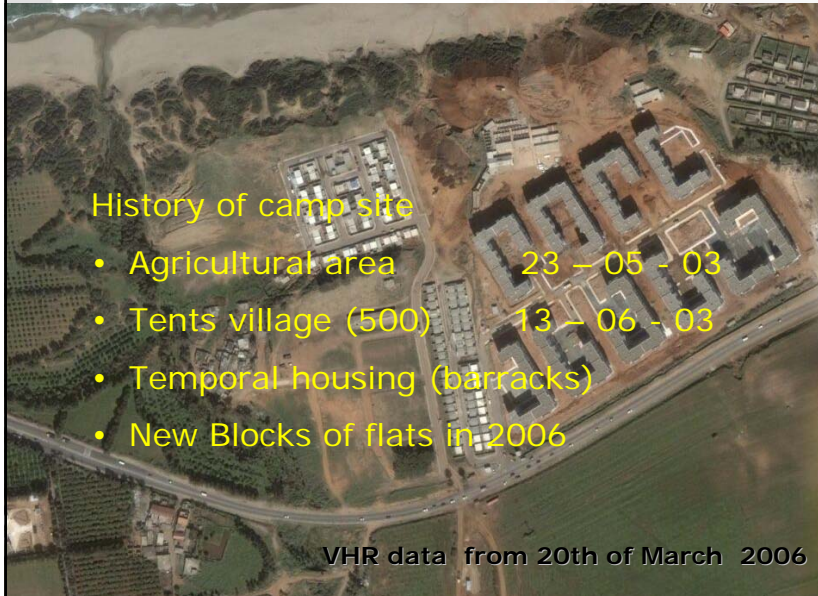 History of camp site
• Agricultural area 23 – 05 - 03
• Tents village (500) 13 – 06 - 03
• Temporal housing (barracks)
• New Blocks of flats in 2006
VHR data from 20th of March 2006